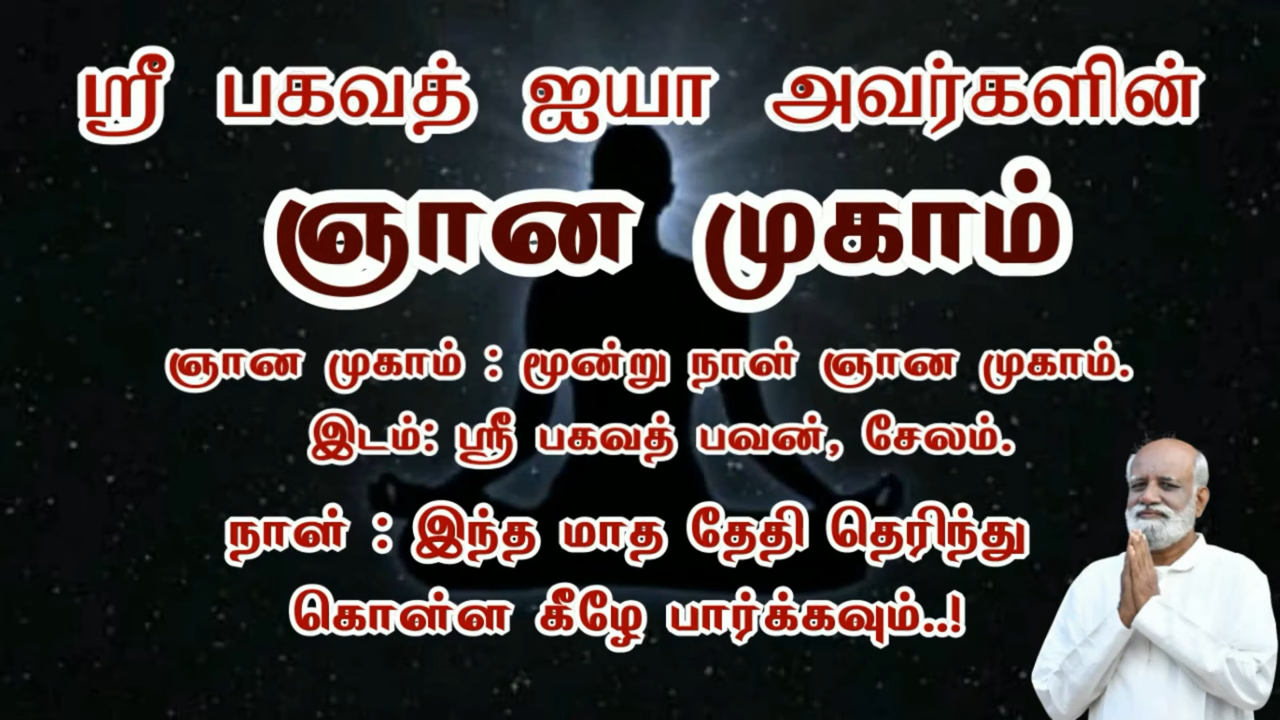 ஸ்ரீ பகவத் ஐயா அவர்களின்
ஞான முகாம்
ஞான முகாம் : மூன்று நாள் ஞான முகாம்.
இடம்: ஸ்ரீ பகவத் பவன், சேலம்.
நாள் : இந்த மாத தேதி தெரிந்து
கொள்ள கீழே பார்க்கவும்..!